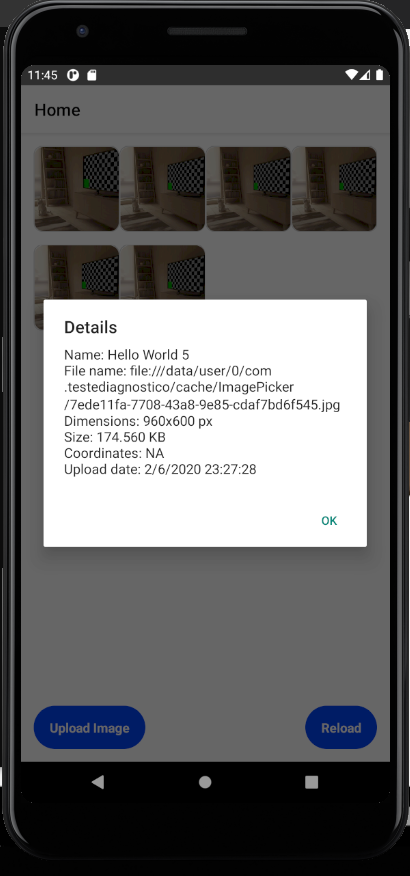 11:45
Home
Details
Name: Hello World 5
File name: file:///data/user/0/com
.testediagnostico/cache/ImagePicker
/7ede11fa-7708-43a8-9e85-cdaf7bd6f545.jpg
Dimensions: 960x600 px
Size: 174.560 KB
Coordinates: NA
Upload date: 2/6/2020 23:27:28
OK
Upload Image
Reload